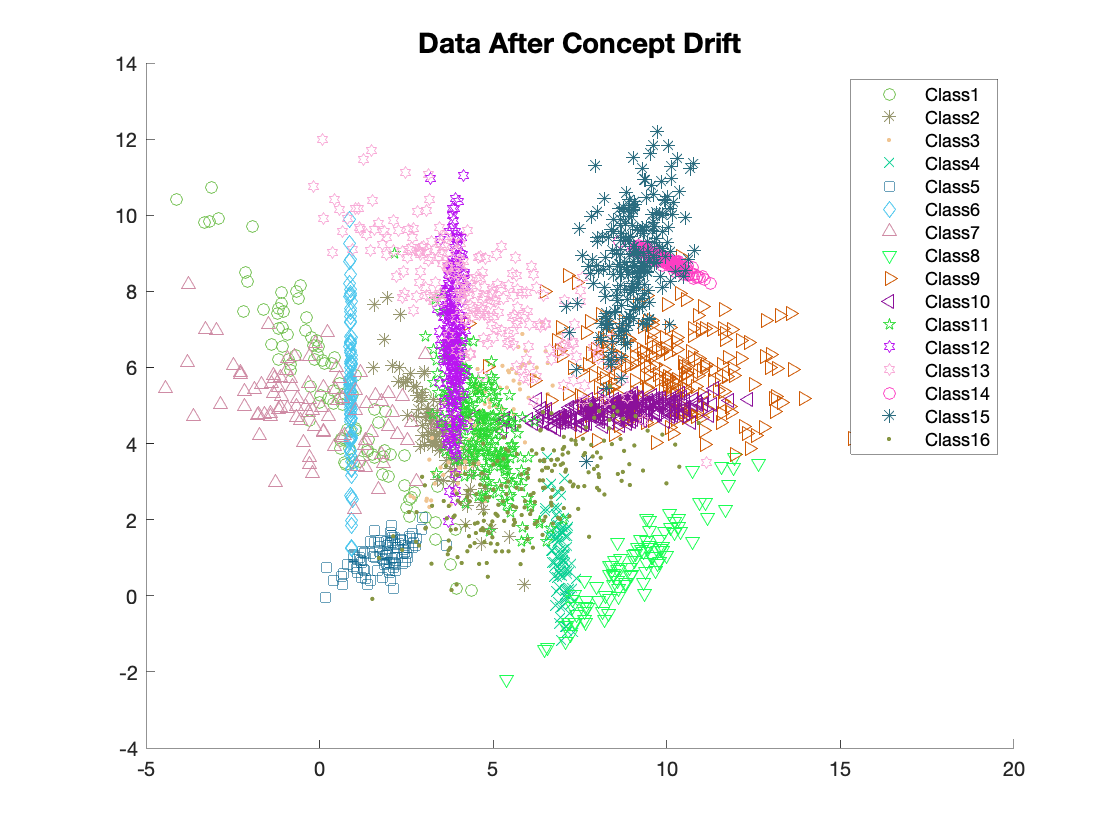 Data After Concept Drift
14
12
10
8
6
4
2
0
-2
-4
-5
0
5
10
15
20
Class1
Class2
Class3
Class4
Class5
Class6
Class7
Class8
Class9
Class10
Class11
Class12
Class13
Class14
Class15
Class16